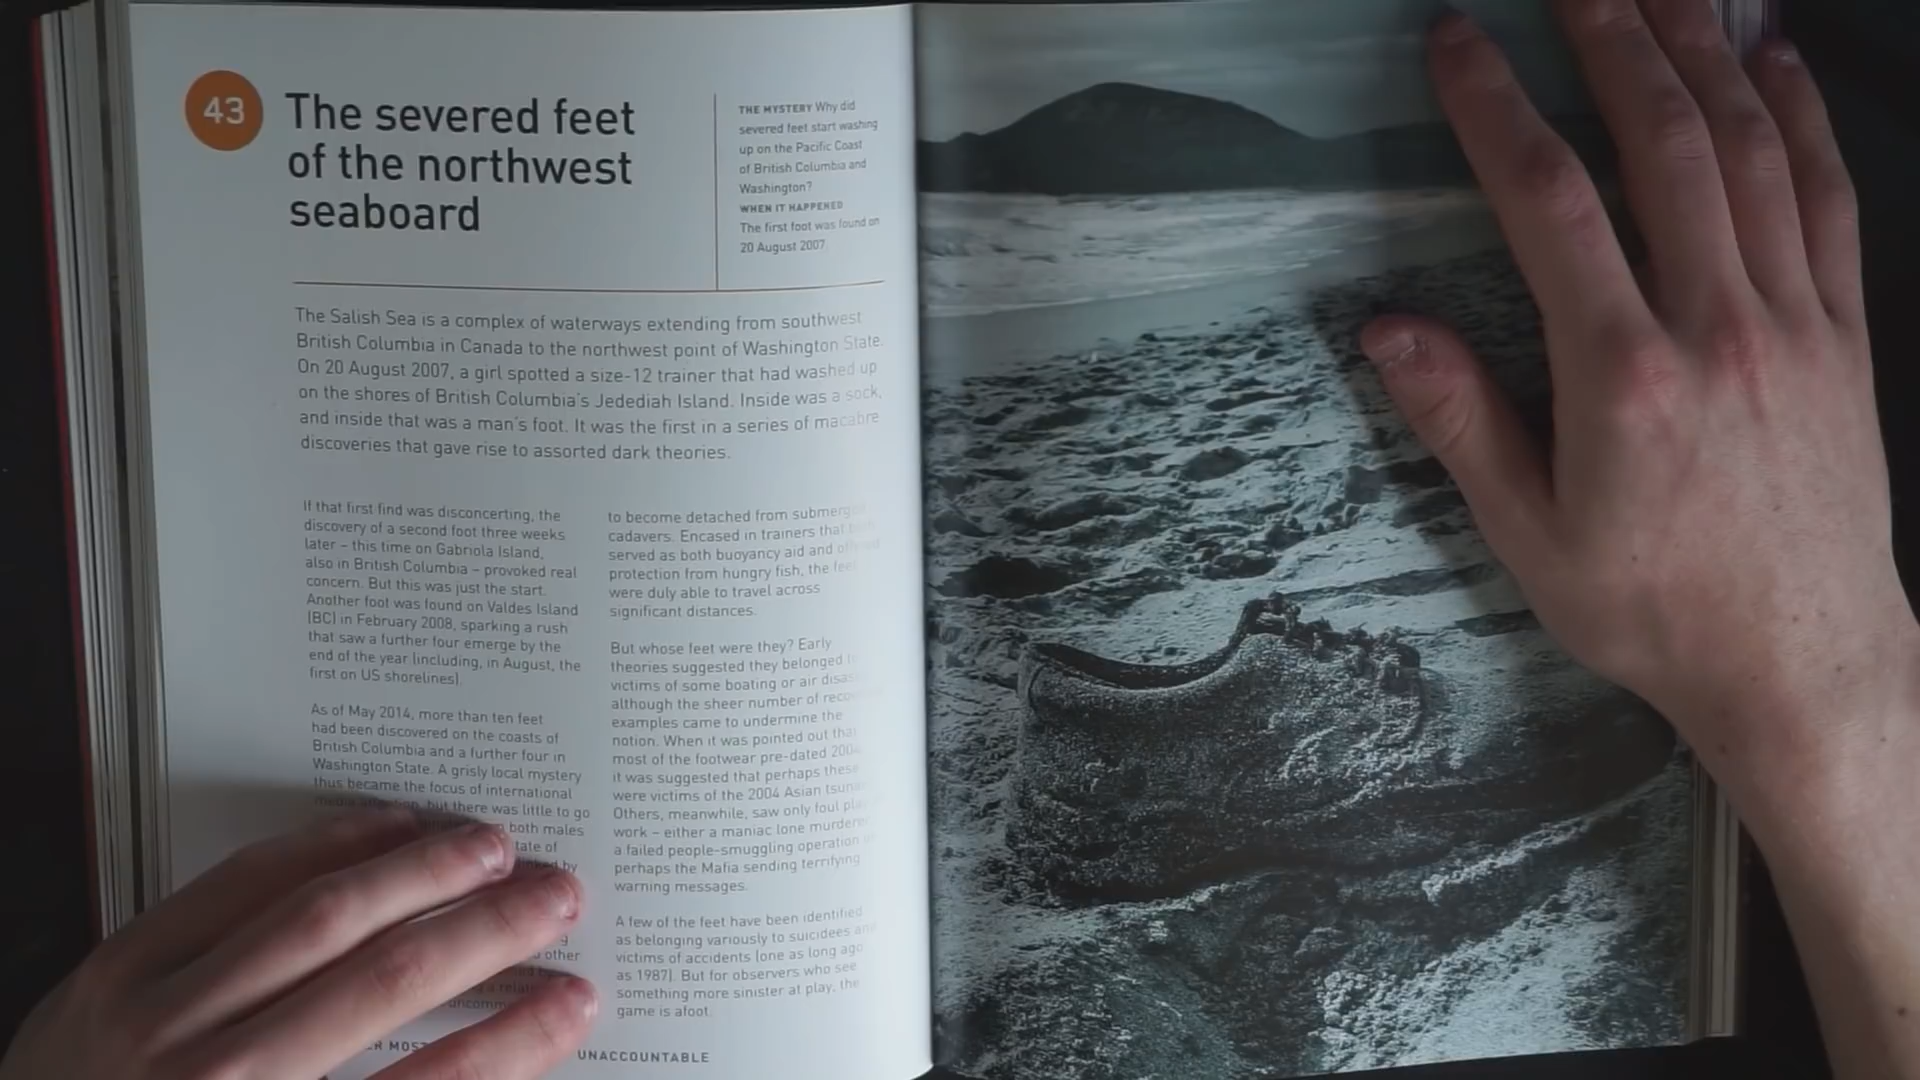 43
The severed feet
of the northwest
seaboard
THE MYSTERY Why did
severed feet start washing
up on the Pacific Coast
of British Columbia and
Washington?
WHEN IT HAPPENED
The first foot was found on
20 August 2007.
The Salish Sea is a complex of waterways extending from southwest
British Columbia in Canada to the northwest point of Washington State.
On 20 August 2007, a girl spotted a size-12 trainer that had washed up
on the shores of British Columbia's Jedediah Island. Inside was a sock,
and inside that was a man's foot. It was the first in a series of macabre
discoveries that gave rise to assorted dark theories.
If that first find was disconcerting, the
discovery of a second foot three weeks
later – this time on Gabriola Island,
also in British Columbia – provoked real
concern. But this was just the start.
Another foot was found on Valdes Island
(BC) in February 2008, sparking a rush
that saw a further four emerge by the
end of the year (including, in August, the
first on US shorelines).
As of May 2014, more than ten feet
had been discovered on the coasts of
British Columbia and a further four in
Washington State. A grisly local mystery
thus became the focus of international
media attention, but there was little to go
both males
tate of
by
other
uncomm
to become detached from submerg
cadavers. Encased in trainers that
served as both buoyancy aid and
protection from hungry fish, the feet
were duly able to travel across
significant distances.
But whose feet were they? Early
theories suggested they belonged
victims of some boating or air disas
although the sheer number of reco
examples came to undermine the
notion. When it was pointed out that
most of the footwear pre-dated 2004
it was suggested that perhaps these
were victims of the 2004 Asian tsuna
Others, meanwhile, saw only foul play
work – either a maniac lone murderer
a failed people-smuggling operation
perhaps the Mafia sending terrifying
warning messages.
A few of the feet have been identified
as belonging variously to suicidees and
victims of accidents (one as long ago
as 1987). But for observers who see
something more sinister at play, the
game is afoot.
UNACCOUNTABLE